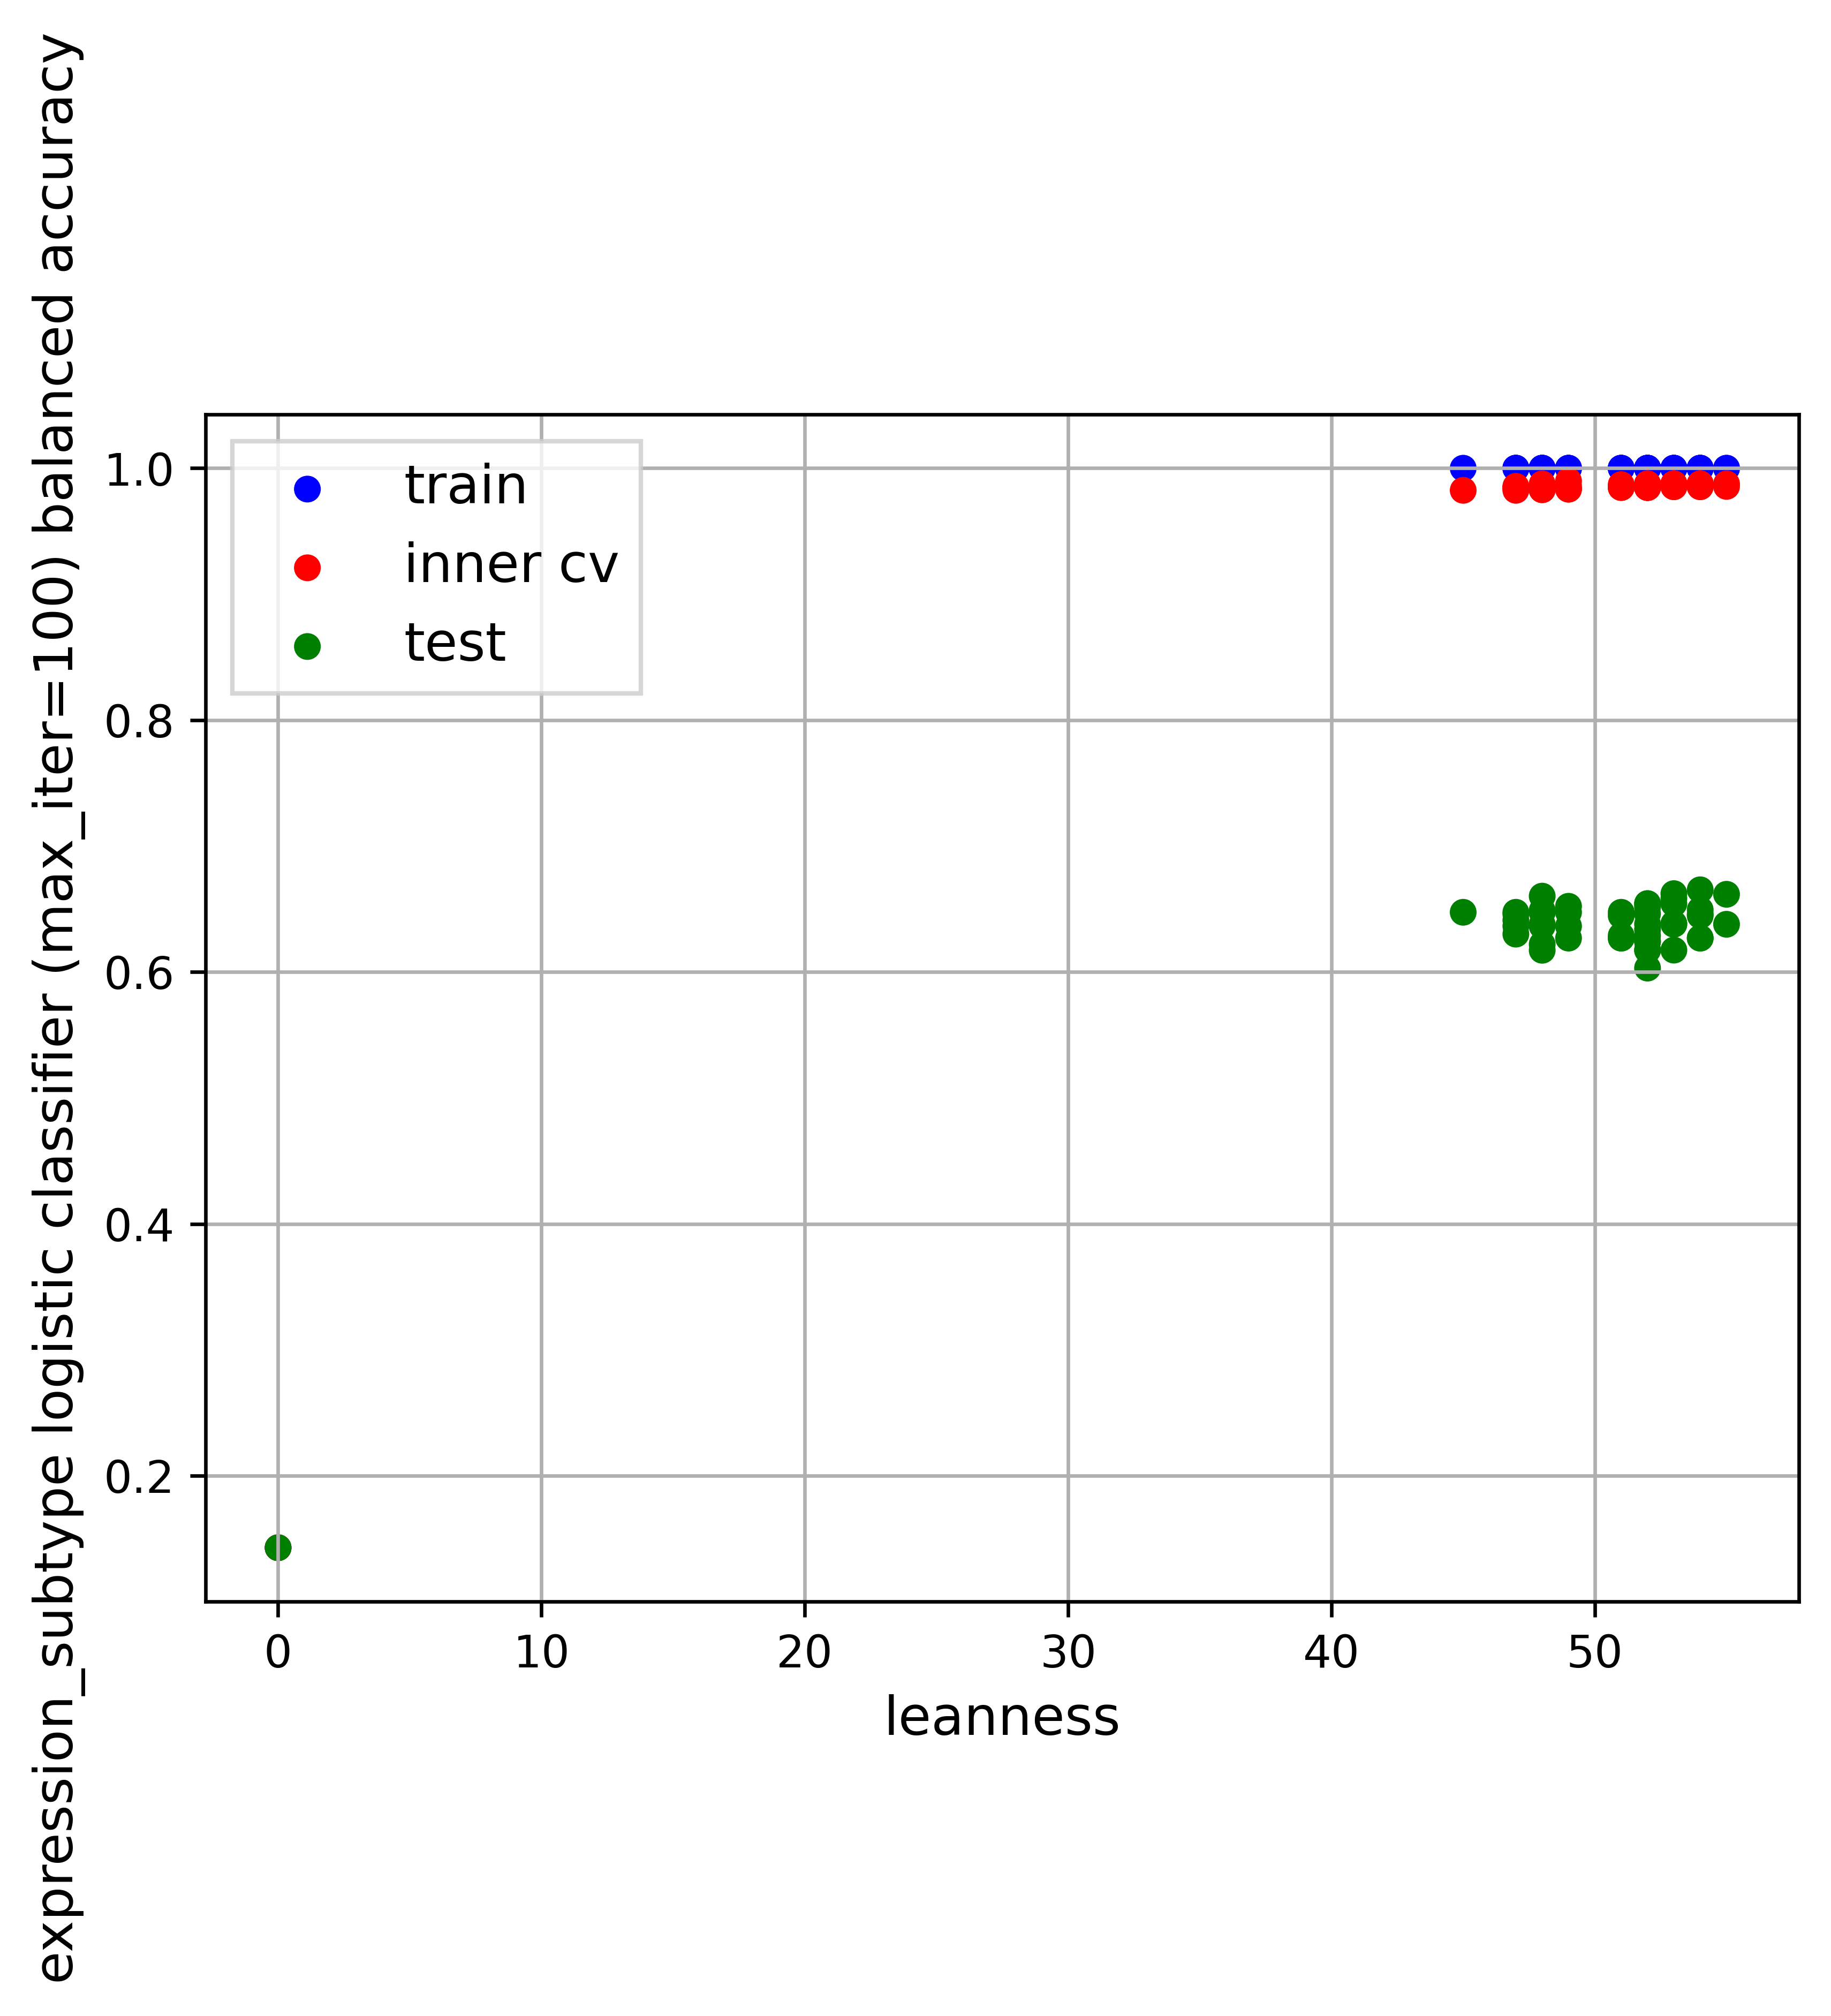 expression_subtype logistic classifier (max_iter=100) balanced accuracy
train
inner cv
test
1.0
0.8
0.6
0.4
0.2
0 10 20 30 40 50
leanness